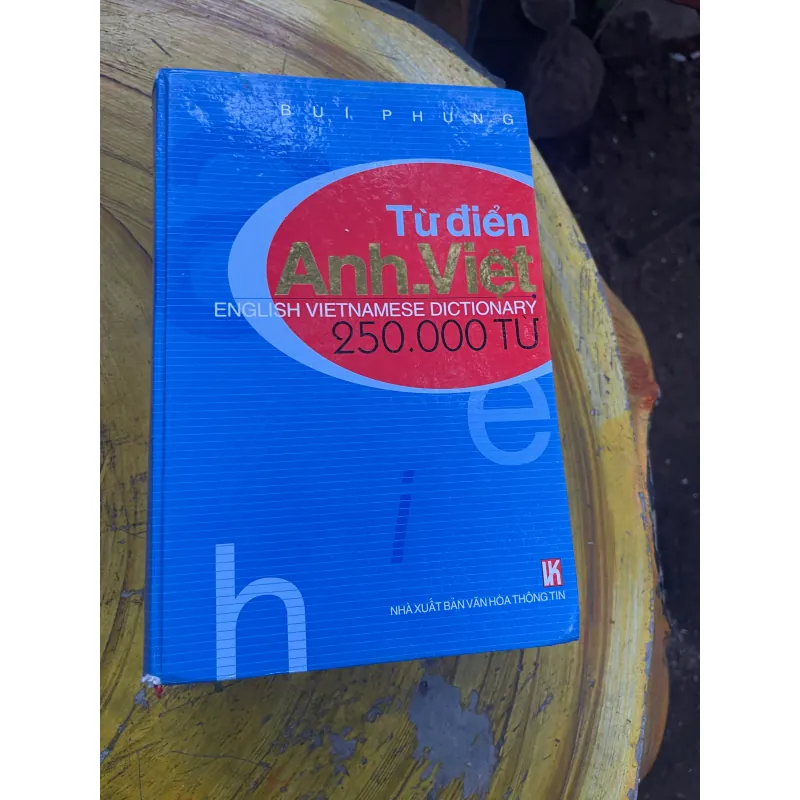 BÙI PHỤNG
Từ điển
Anh-Việt
ENGLISH VIETNAMESE DICTIONARY
250.000 TỪ
e
i
h
VK
NHÀ XUẤT BẢN VĂN HÓA THÔNG TIN